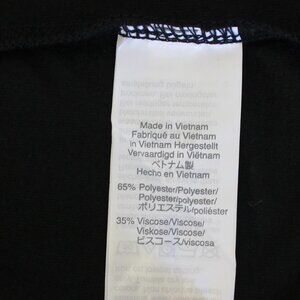 Made in Vietnam
Fabriqué au Vietnam
in Vietnam Hergestellt
Vervaardigd in Viëtnam
ベトナム製
Hecho en Vietnam
65% Polyester/Polyester/
Polyester/polyester/
ポリエステル/poliéster
35% Viscose/Viscose/
Viskose/Viscose/
ビスコース/viscosa